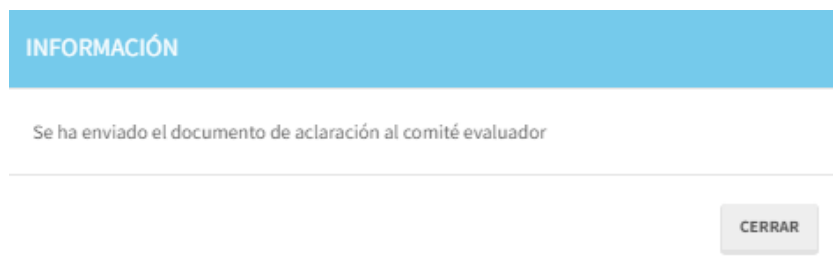 INFORMACIÓN
Se ha enviado el documento de aclaración al comité evaluador
CERRAR